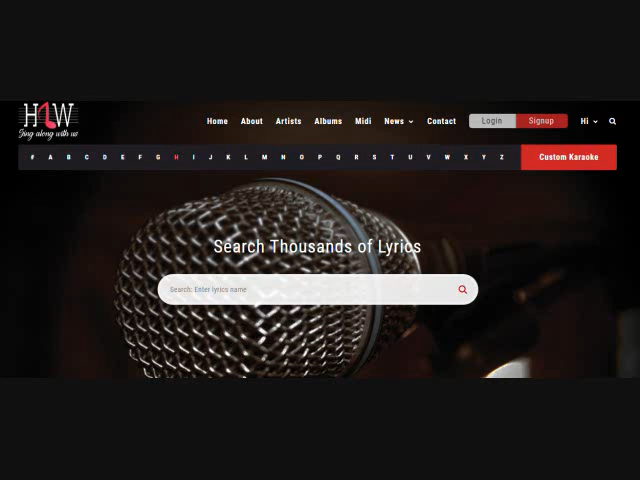 HLW
Sing along with us
Home About Artists Albums Midi News Contact Login Signup Hi
# A B C D E F G H I J K L M N O P Q R S T U V W X Y Z Custom Karaoke
Search Thousands of Lyrics
Search: Enter lyrics name